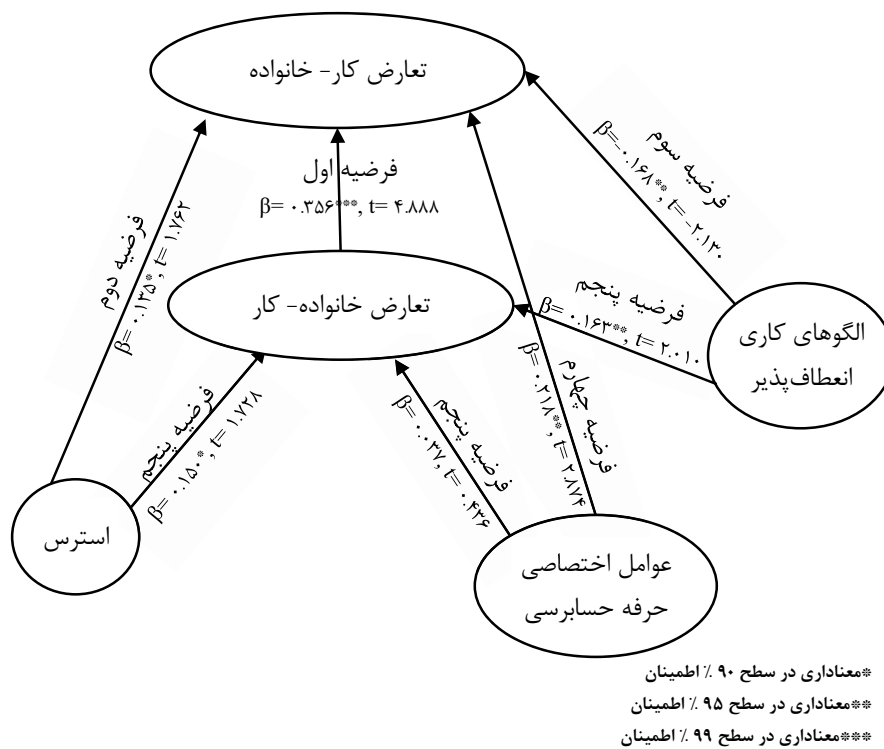 تعارض کار- خانواده
فرضیه سوم
β=-۰.۱۶۸**, t= -۲.۱۳۰
فرضیه اول
β= ۰.۳۵۶***, t= ۴.۸۸۸
فرضیه دوم
β= ۰.۱۳۵*, t= ۱.۷۶۲
تعارض خانواده- کار
فرضیه پنجم
β= ۰.۱۶۳**, t= ۲.۰۱۰
الگوهای کاری
انعطاف‌پذیر
فرضیه چهارم
β= ۰.۲۱۸**, t= ۲.۸۷۴
فرضیه پنجم
β= ۰.۰۳۷, t= ۰.۴۳۶
فرضیه پنجم
β= ۰.۱۵۰*, t= ۱.۷۲۸
استرس
عوامل اختصاصی
حرفه حسابرسی
*معناداری در سطح ۹۰ ٪ اطمینان
**معناداری در سطح ۹۵ ٪ اطمینان
***معناداری در سطح ۹۹ ٪ اطمینان